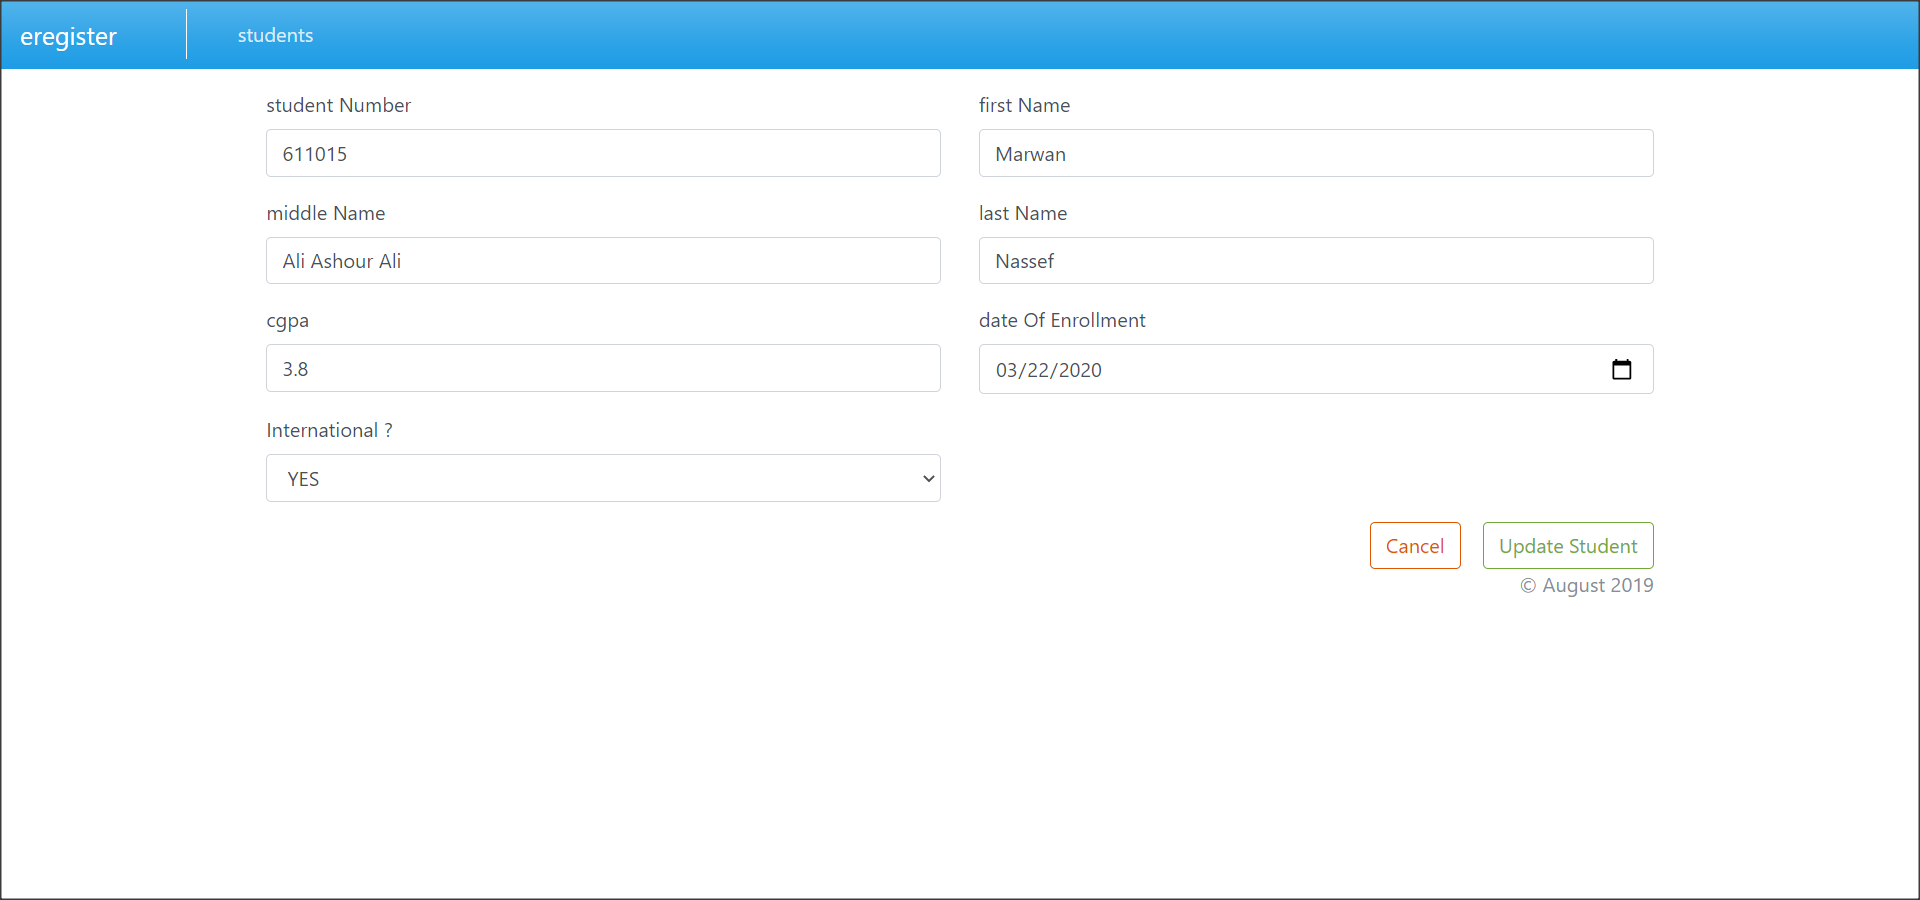 eregister
students
student Number
first Name
611015
Marwan
middle Name
last Name
Ali Ashour Ali
Nassef
cgpa
date Of Enrollment
3.8
03/22/2020
International ?
YES
Cancel
Update Student
© August 2019